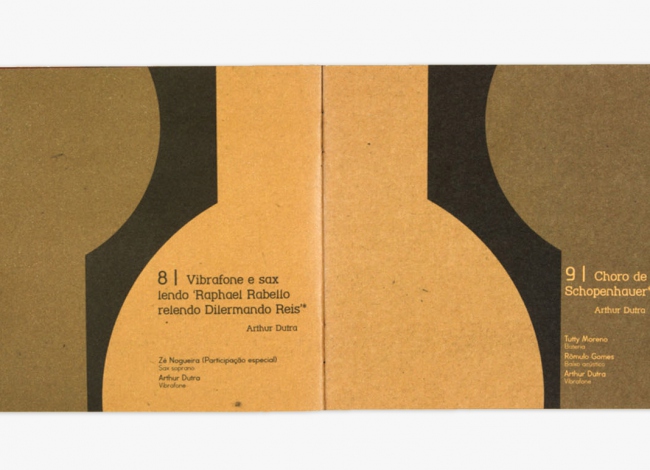 8 | Vibrafone e sax
lendo 'Raphael Rabello
relendo Dilermando Reis'*
Arthur Dutra
Zé Nogueira (Participação especial)
Sax soprano
Arthur Dutra
Vibrafone
9 | Choro de
Schopenhauer*
Arthur Dutra
Tutty Moreno
Bateria
Rômulo Gomes
Baixo acústico
Arthur Dutra
Vibrafone